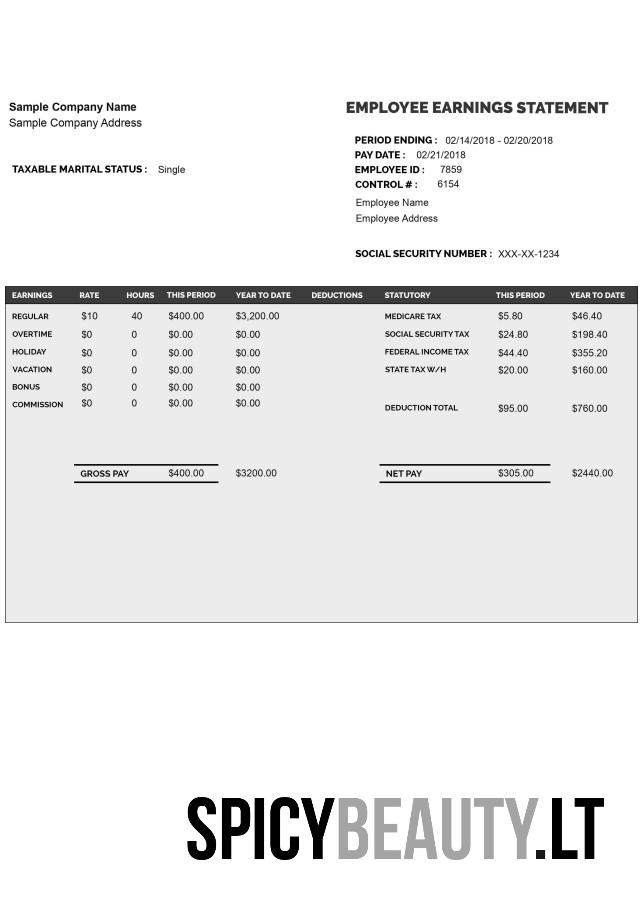 Sample Company Name
Sample Company Address
TAXABLE MARITAL STATUS : Single
EMPLOYEE EARNINGS STATEMENT
PERIOD ENDING : 02/14/2018 - 02/20/2018
PAY DATE : 02/21/2018
EMPLOYEE ID : 7859
CONTROL # : 6154
Employee Name
Employee Address
SOCIAL SECURITY NUMBER : XXX-XX-1234
EARNINGS RATE HOURS THIS PERIOD YEAR TO DATE DEDUCTIONS STATUTORY THIS PERIOD YEAR TO DATE
REGULAR $10 40 $400.00 $3,200.00 MEDICARE TAX $5.80 $46.40
OVERTIME $0 0 $0.00 $0.00 SOCIAL SECURITY TAX $24.80 $198.40
HOLIDAY $0 0 $0.00 $0.00 FEDERAL INCOME TAX $44.40 $355.20
VACATION $0 0 $0.00 $0.00 STATE TAX W/H $20.00 $160.00
BONUS $0 0 $0.00 $0.00
COMMISSION $0 0 $0.00 $0.00 DEDUCTION TOTAL $95.00 $760.00
GROSS PAY $400.00 $3200.00 NET PAY $305.00 $2440.00
SPICYBEAUTY.LT